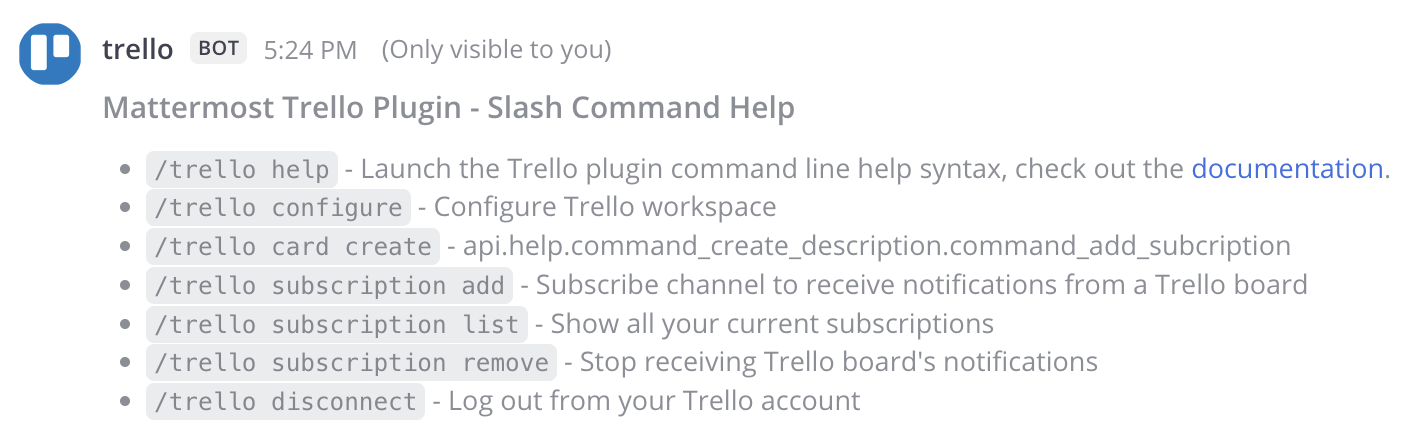 trello BOT 5:24 PM (Only visible to you)
Mattermost Trello Plugin - Slash Command Help
• /trello help - Launch the Trello plugin command line help syntax, check out the documentation.
• /trello configure - Configure Trello workspace
• /trello card create - api.help.command_create_description.command_add_subcription
• /trello subscription add - Subscribe channel to receive notifications from a Trello board
• /trello subscription list - Show all your current subscriptions
• /trello subscription remove - Stop receiving Trello board's notifications
• /trello disconnect - Log out from your Trello account